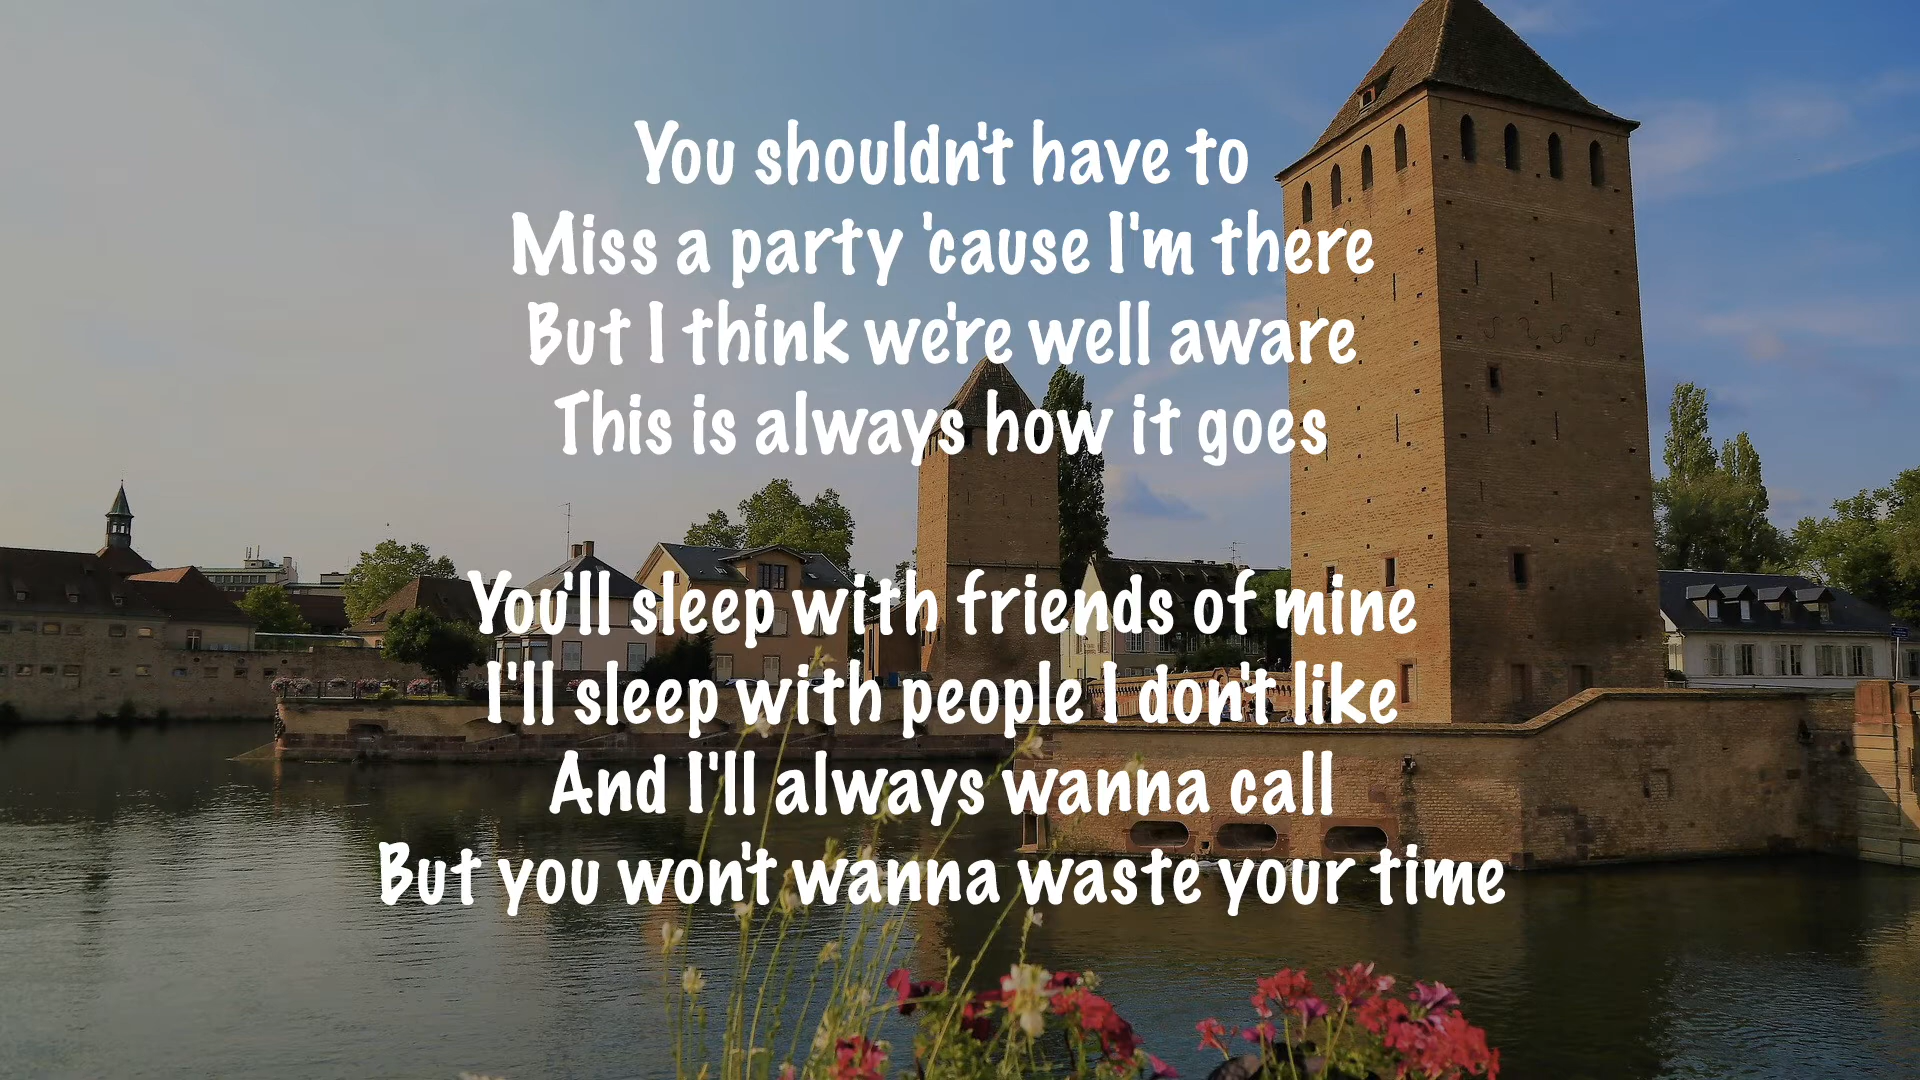 You shouldn't have to
Miss a party 'cause I'm there
But I think we're well aware
This is always how it goes
You'll sleep with friends of mine
I'll sleep with people I don't like
And I'll always wanna call
But you won't wanna waste your time